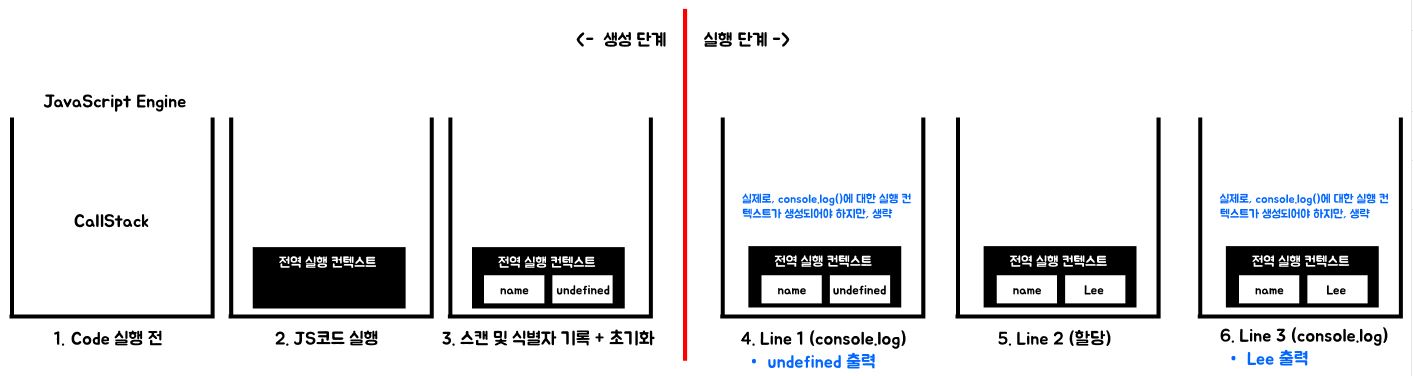 <- 생성 단계
실행 단계 ->
JavaScript Engine
CallStack
1. Code 실행 전
전역 실행 컨텍스트
2. JS코드 실행
전역 실행 컨텍스트
name
undefined
3. 스캔 및 식별자 기록 + 초기화
실제로, console.log()에 대한 실행 컨
텍스트가 생성되어야 하지만, 생략
전역 실행 컨텍스트
name
undefined
4. Line 1 (console.log)
• undefined 출력
전역 실행 컨텍스트
name
Lee
5. Line 2 (할당)
실제로, console.log()에 대한 실행 컨
텍스트가 생성되어야 하지만, 생략
전역 실행 컨텍스트
name
Lee
6. Line 3 (console.log)
• Lee 출력